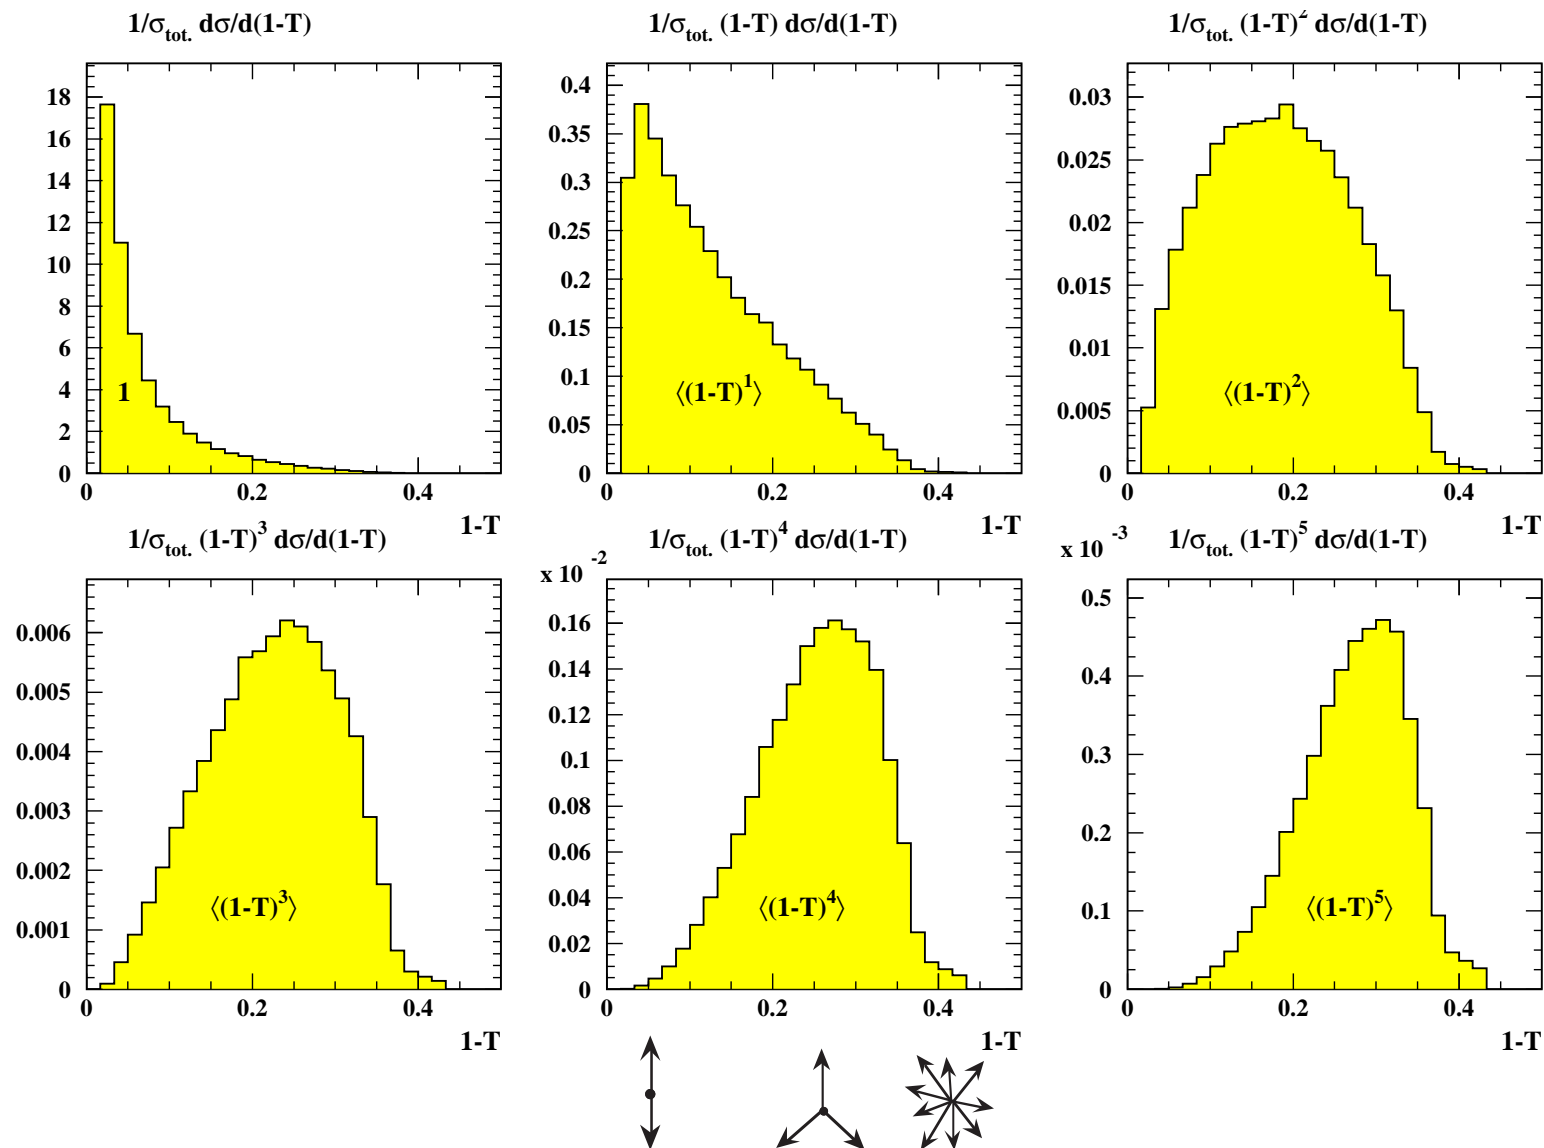 1/σtot. dσ/d(1-T)
18
16
14
12
10
8
6
4
2
0
1
0 0.2 0.4
1-T
1/σtot. (1-T) dσ/d(1-T)
0.4
0.35
0.3
0.25
0.2
0.15
0.1
0.05
0
⟨(1-T)^1⟩
0 0.2 0.4
1-T
1/σtot. (1-T)^2 dσ/d(1-T)
0.03
0.025
0.02
0.015
0.01
0.005
0
⟨(1-T)^2⟩
0 0.2 0.4
1-T
1/σtot. (1-T)^3 dσ/d(1-T)
0.006
0.005
0.004
0.003
0.002
0.001
0
⟨(1-T)^3⟩
0 0.2 0.4
1-T
1/σtot. (1-T)^4 dσ/d(1-T)
x 10^-2
0.16
0.14
0.12
0.1
0.08
0.06
0.04
0.02
0
⟨(1-T)^4⟩
0 0.2 0.4
1-T
1/σtot. (1-T)^5 dσ/d(1-T)
x 10^-3
0.5
0.4
0.3
0.2
0.1
0
⟨(1-T)^5⟩
0 0.2 0.4
1-T